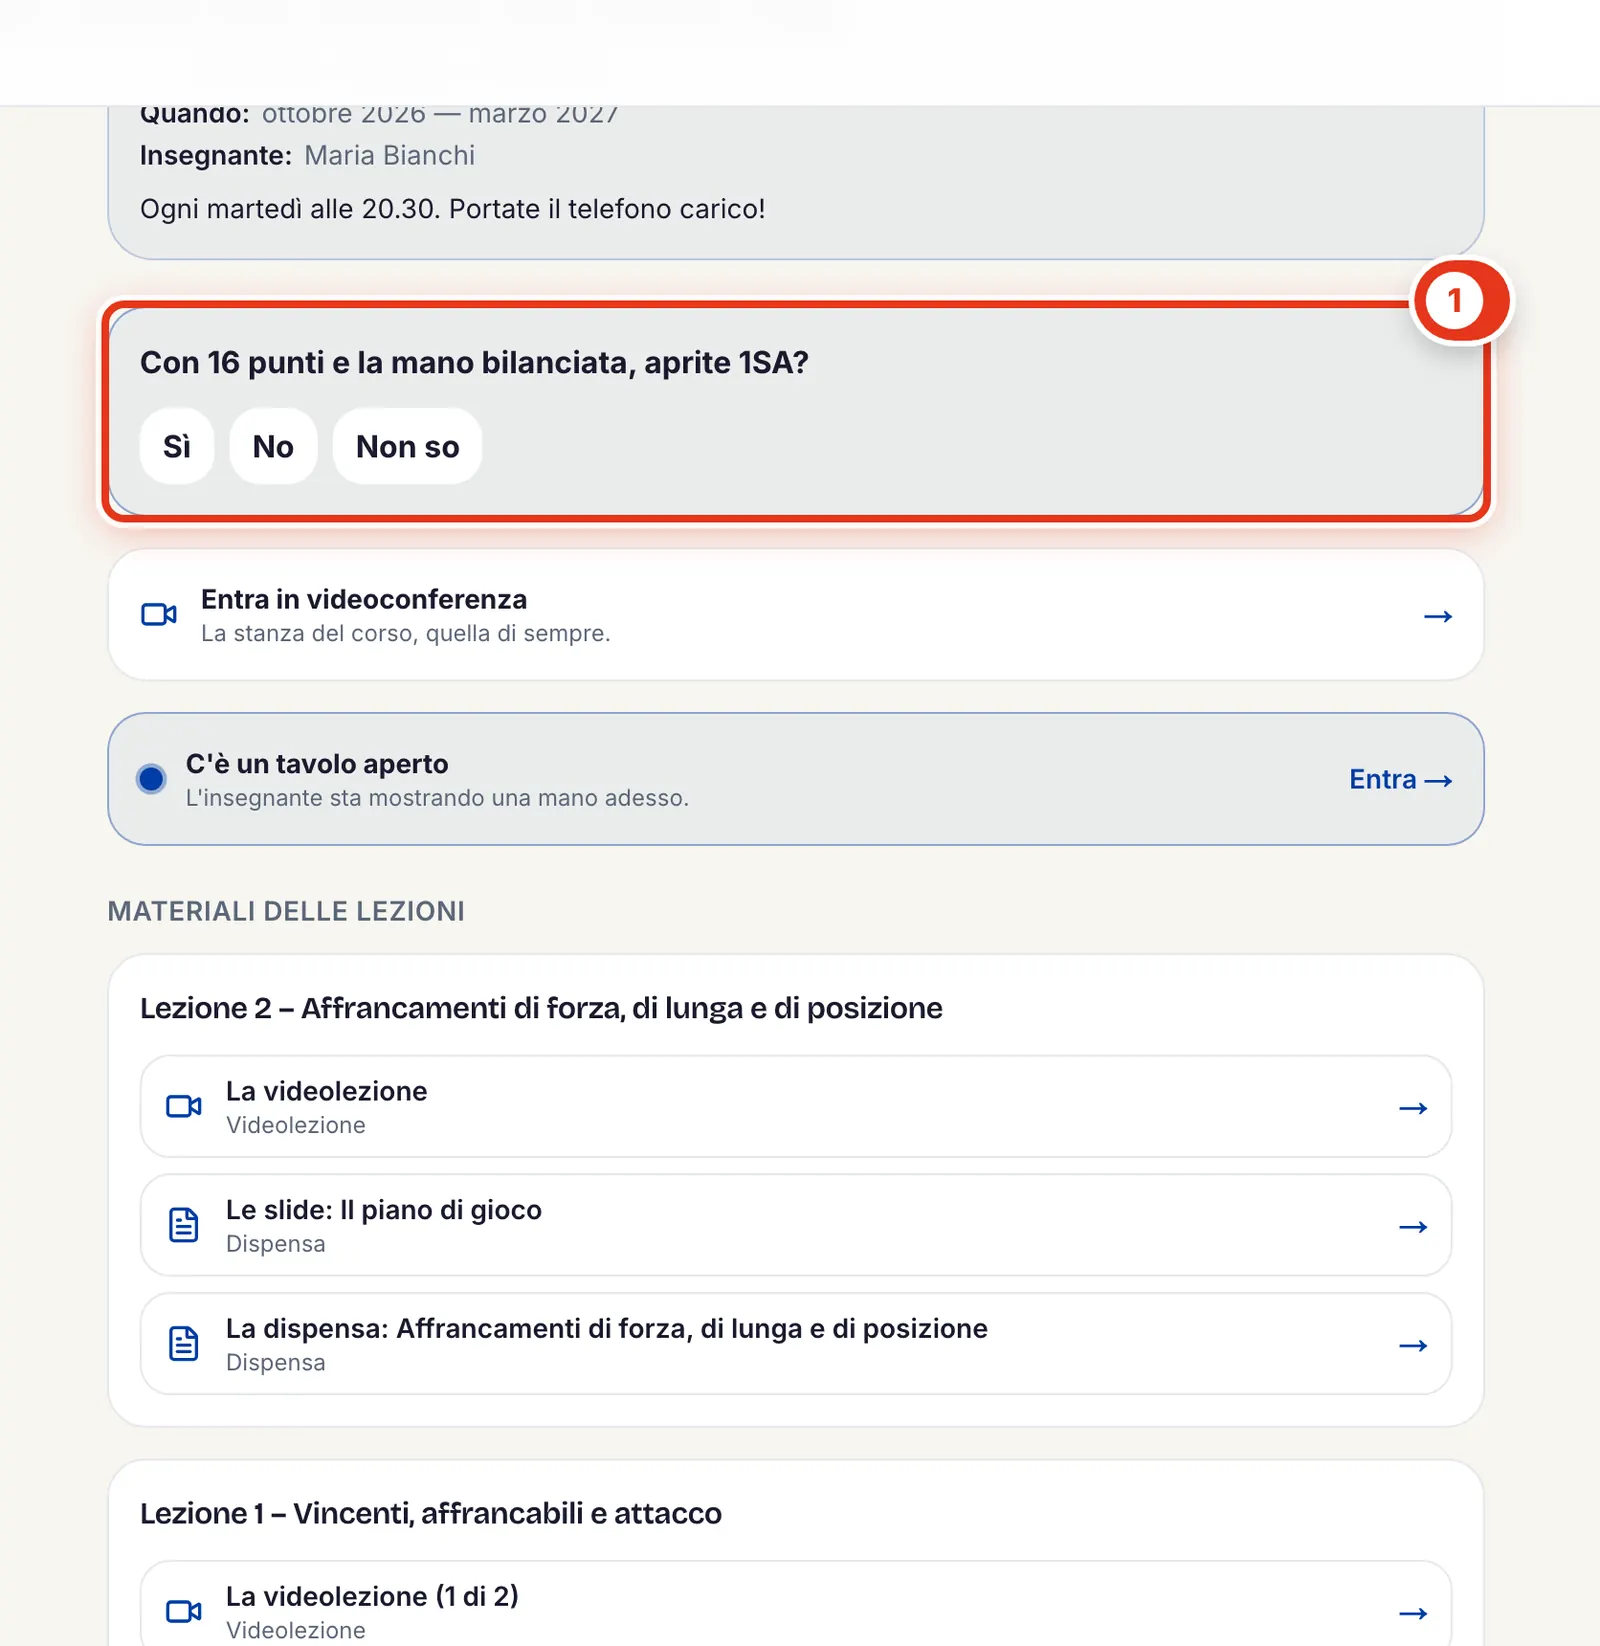 Quando: ottobre 2026 — marzo 2027
Insegnante: Maria Bianchi
Ogni martedì alle 20.30. Portate il telefono carico!
1
Con 16 punti e la mano bilanciata, aprite 1SA?
Sì No Non so
Entra in videoconferenza
La stanza del corso, quella di sempre.
→
C'è un tavolo aperto
L'insegnante sta mostrando una mano adesso.
Entra →
MATERIALI DELLE LEZIONI
Lezione 2 – Affrancamenti di forza, di lunga e di posizione
La videolezione
Videolezione
→
Le slide: Il piano di gioco
Dispensa
→
La dispensa: Affrancamenti di forza, di lunga e di posizione
Dispensa
→
Lezione 1 – Vincenti, affrancabili e attacco
La videolezione (1 di 2)
Videolezione
→